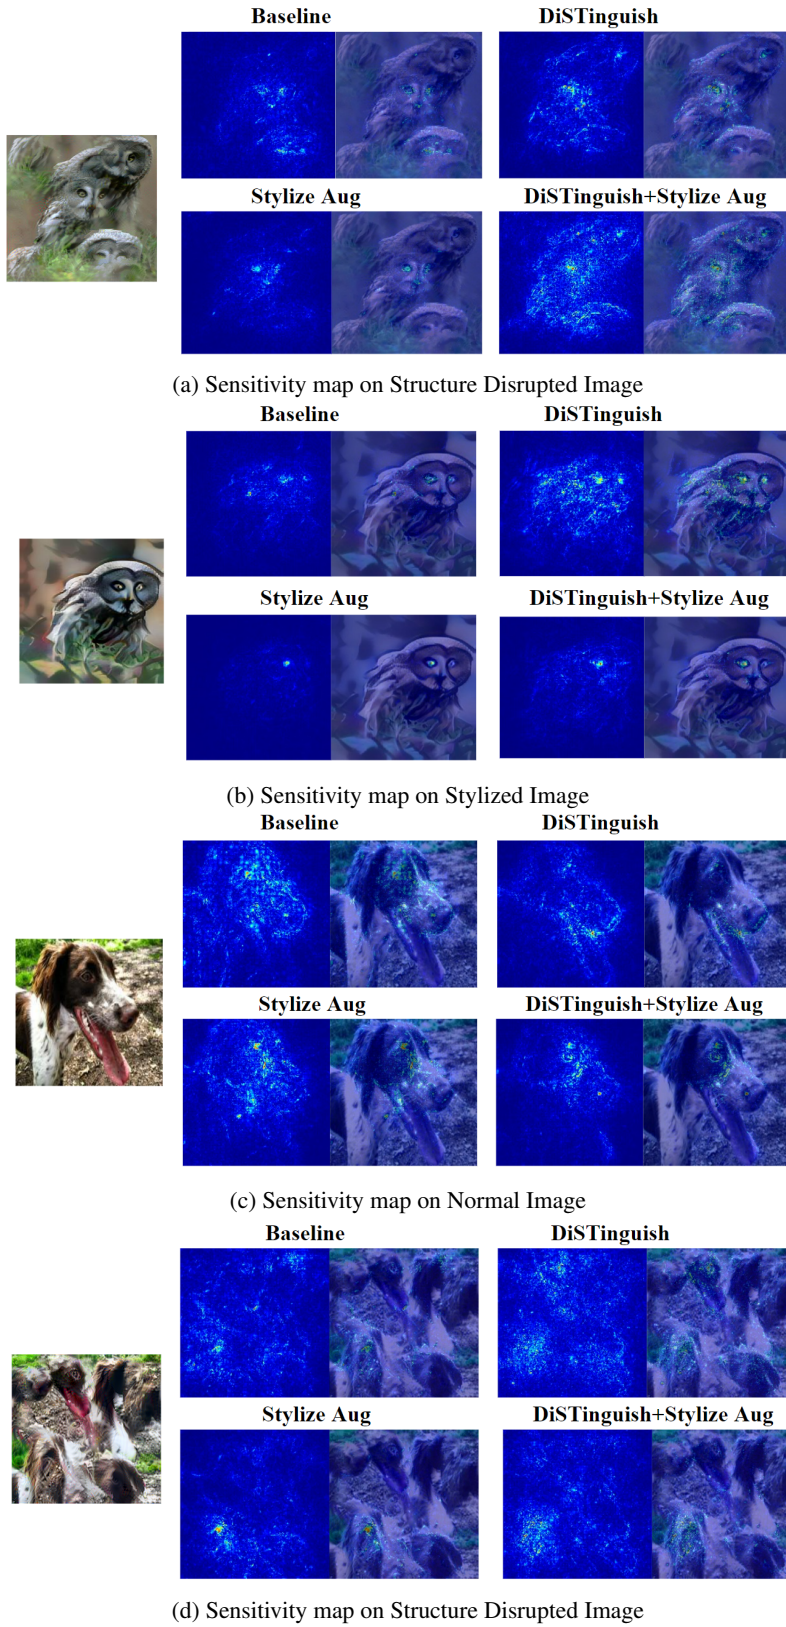 Baseline DiSTinguish
Stylize Aug DiSTinguish+Stylize Aug
(a) Sensitivity map on Structure Disrupted Image
Baseline DiSTinguish
Stylize Aug DiSTinguish+Stylize Aug
(b) Sensitivity map on Stylized Image
Baseline DiSTinguish
Stylize Aug DiSTinguish+Stylize Aug
(c) Sensitivity map on Normal Image
Baseline DiSTinguish
Stylize Aug DiSTinguish+Stylize Aug
(d) Sensitivity map on Structure Disrupted Image